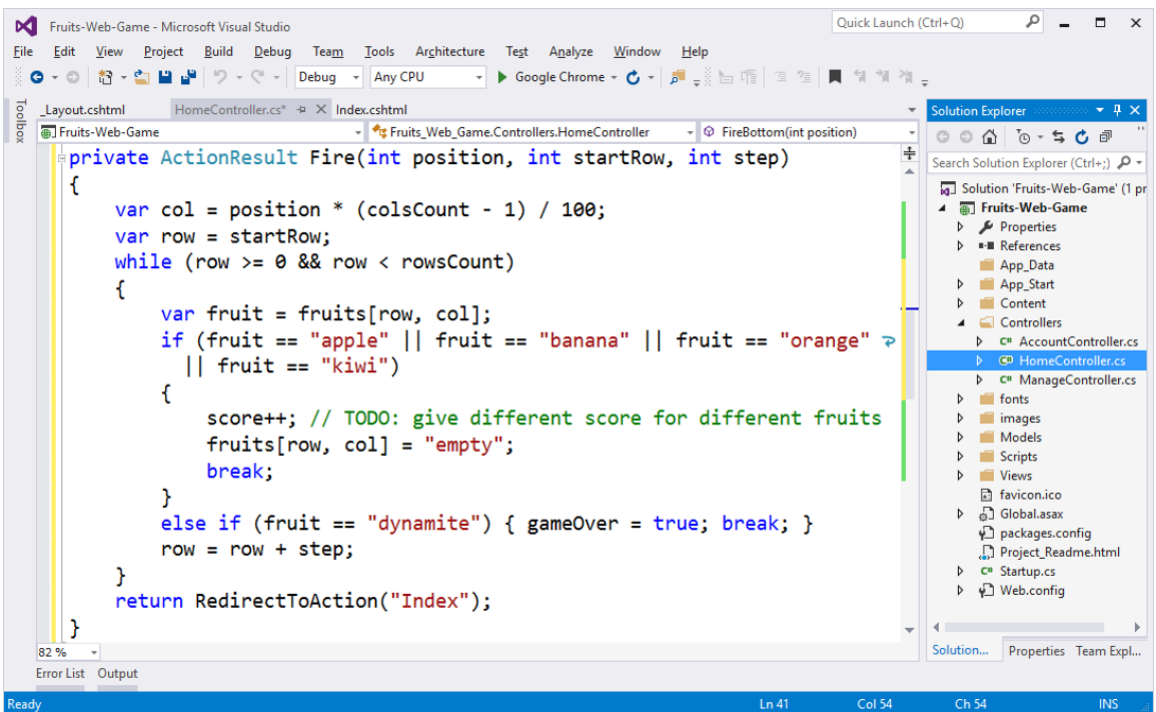 Fruits-Web-Game - Microsoft Visual Studio
Quick Launch (Ctrl+Q)
File Edit View Project Build Debug Team Tools Architecture Test Analyze Window Help
Debug Any CPU Google Chrome
Toolbox
_Layout.cshtml HomeController.cs* Index.cshtml
Fruits-Web-Game Fruits_Web_Game.Controllers.HomeController FireBottom(int position)
private ActionResult Fire(int position, int startRow, int step)
{
var col = position * (colsCount - 1) / 100;
var row = startRow;
while (row >= 0 && row < rowsCount)
{
var fruit = fruits[row, col];
if (fruit == "apple" || fruit == "banana" || fruit == "orange"
|| fruit == "kiwi")
{
score++; // TODO: give different score for different fruits
fruits[row, col] = "empty";
break;
}
else if (fruit == "dynamite") { gameOver = true; break; }
row = row + step;
}
return RedirectToAction("Index");
}
82 %
Error List Output
Solution Explorer
Search Solution Explorer (Ctrl+;)
Solution 'Fruits-Web-Game' (1 pr
Fruits-Web-Game
Properties
References
App_Data
App_Start
Content
Controllers
C# AccountController.cs
C# HomeController.cs
C# ManageController.cs
fonts
images
Models
Scripts
Views
favicon.ico
Global.asax
packages.config
Project_Readme.html
C# Startup.cs
Web.config
Solution... Properties Team Expl...
Ready Ln 41 Col 54 Ch 54 INS